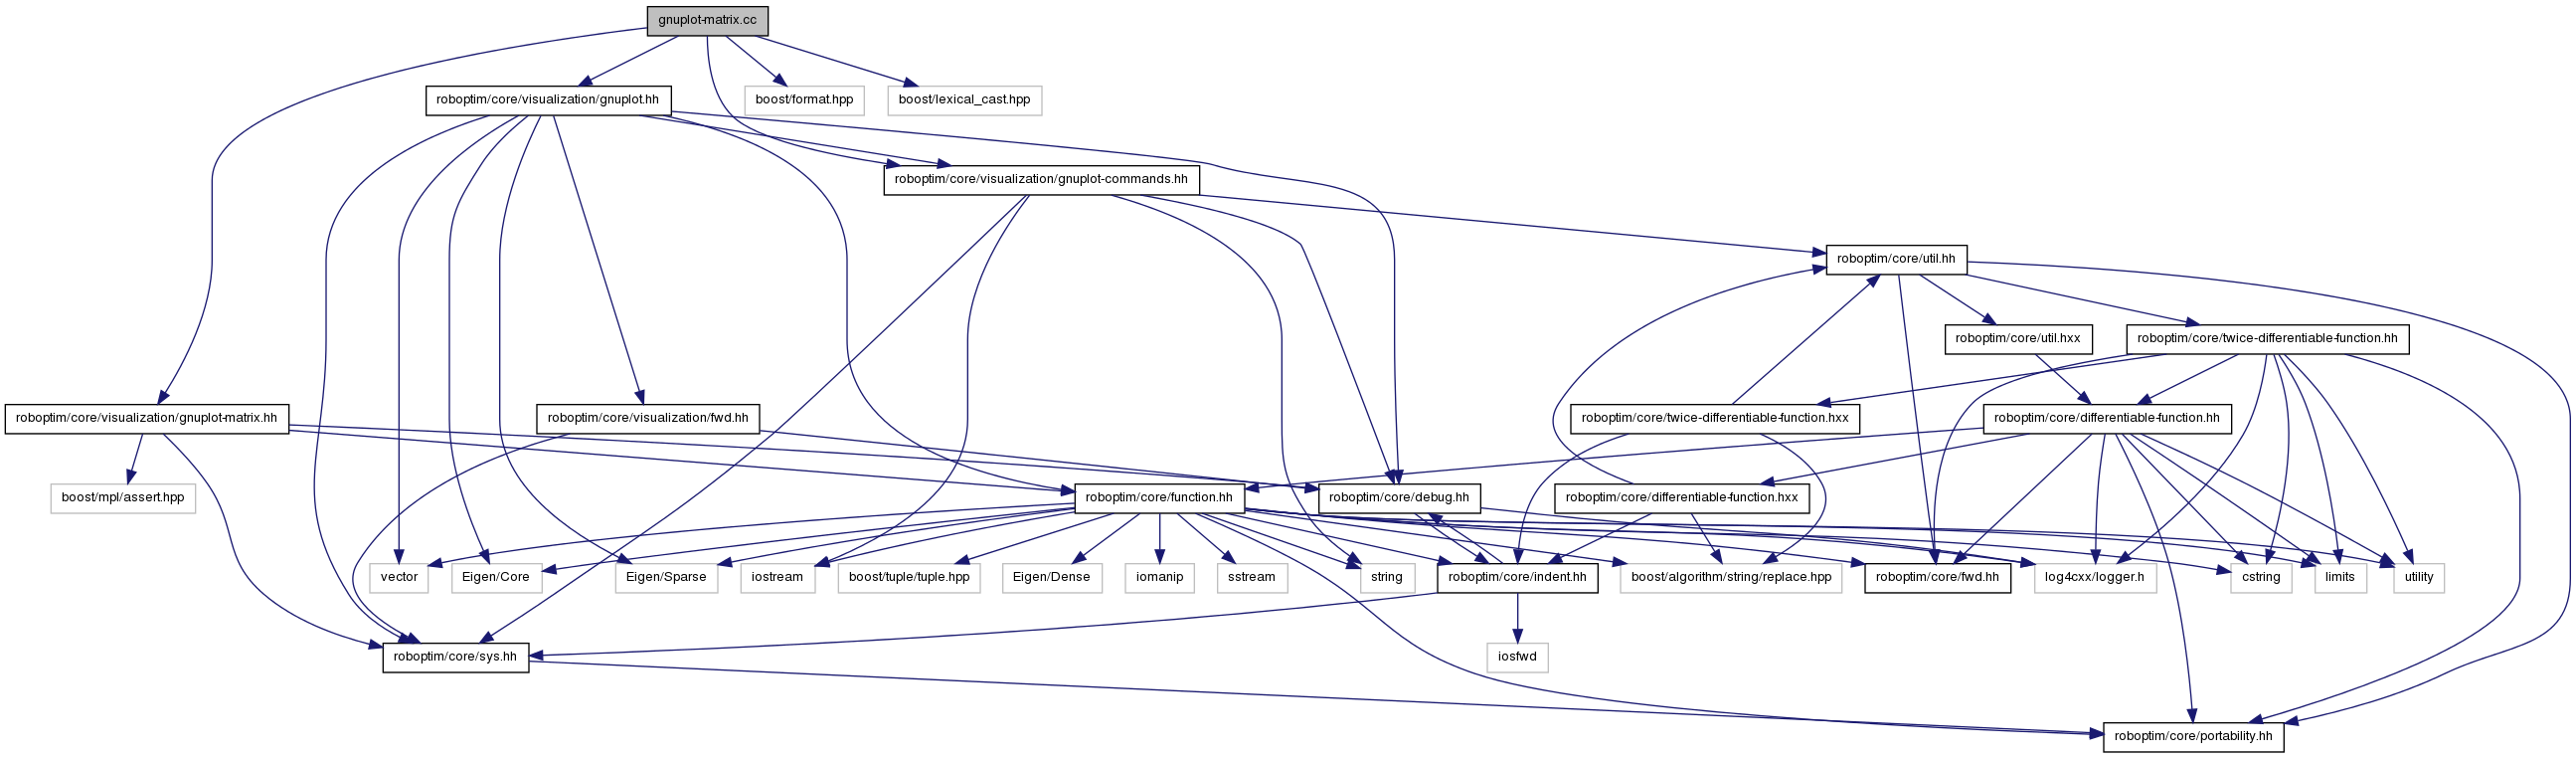 gnuplot-matrix.cc
roboptim/core/visualization/gnuplot.hh
boost/format.hpp
boost/lexical_cast.hpp
roboptim/core/visualization/gnuplot-commands.hh
roboptim/core/util.hh
roboptim/core/util.hxx
roboptim/core/twice-differentiable-function.hh
roboptim/core/visualization/gnuplot-matrix.hh
roboptim/core/visualization/fwd.hh
roboptim/core/twice-differentiable-function.hxx
roboptim/core/differentiable-function.hh
boost/mpl/assert.hpp
roboptim/core/function.hh
roboptim/core/debug.hh
roboptim/core/differentiable-function.hxx
vector
Eigen/Core
Eigen/Sparse
iostream
boost/tuple/tuple.hpp
Eigen/Dense
iomanip
sstream
string
roboptim/core/indent.hh
boost/algorithm/string/replace.hpp
roboptim/core/fwd.hh
log4cxx/logger.h
cstring
limits
utility
roboptim/core/sys.hh
iosfwd
roboptim/core/portability.hh